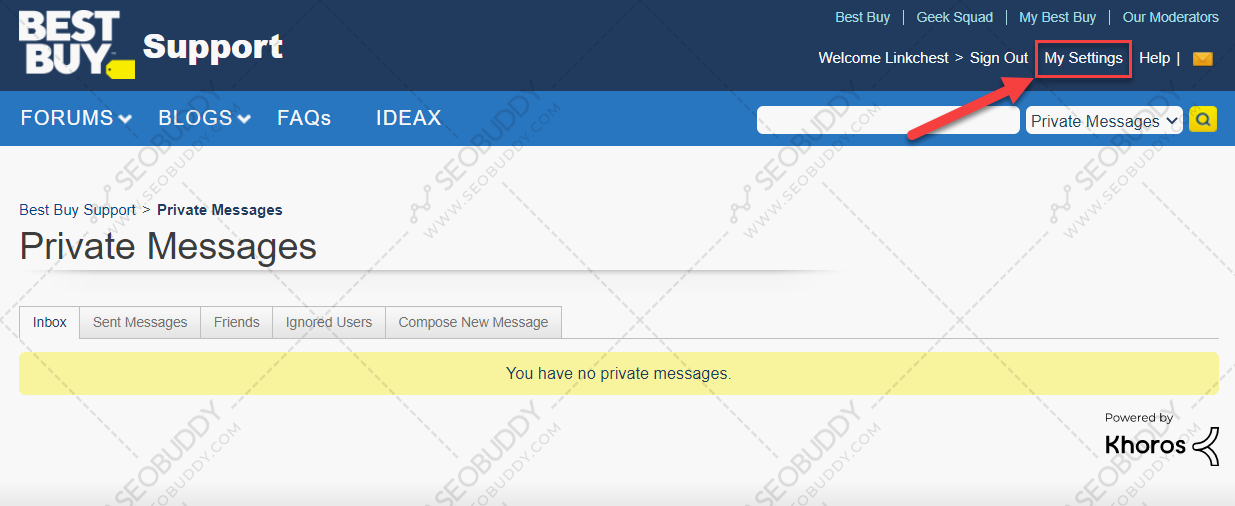 BEST BUY Support
Best Buy | Geek Squad | My Best Buy | Our Moderators
Welcome Linkchest > Sign Out My Settings Help |
FORUMS BLOGS FAQs IDEAX
Private Messages
Best Buy Support > Private Messages
Private Messages
Inbox Sent Messages Friends Ignored Users Compose New Message
You have no private messages.
Powered by
Khoros
SEOBUDDY
WWW.SEOBUDDY.COM